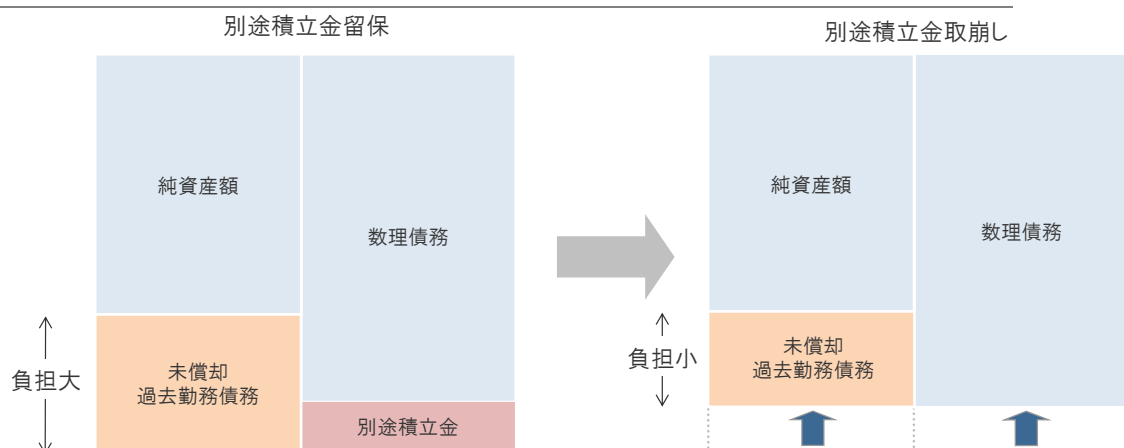 別途積立金留保
純資産額
数理債務
未償却
過去勤務債務
別途積立金
負担大
別途積立金取崩し
純資産額
数理債務
未償却
過去勤務債務
負担小